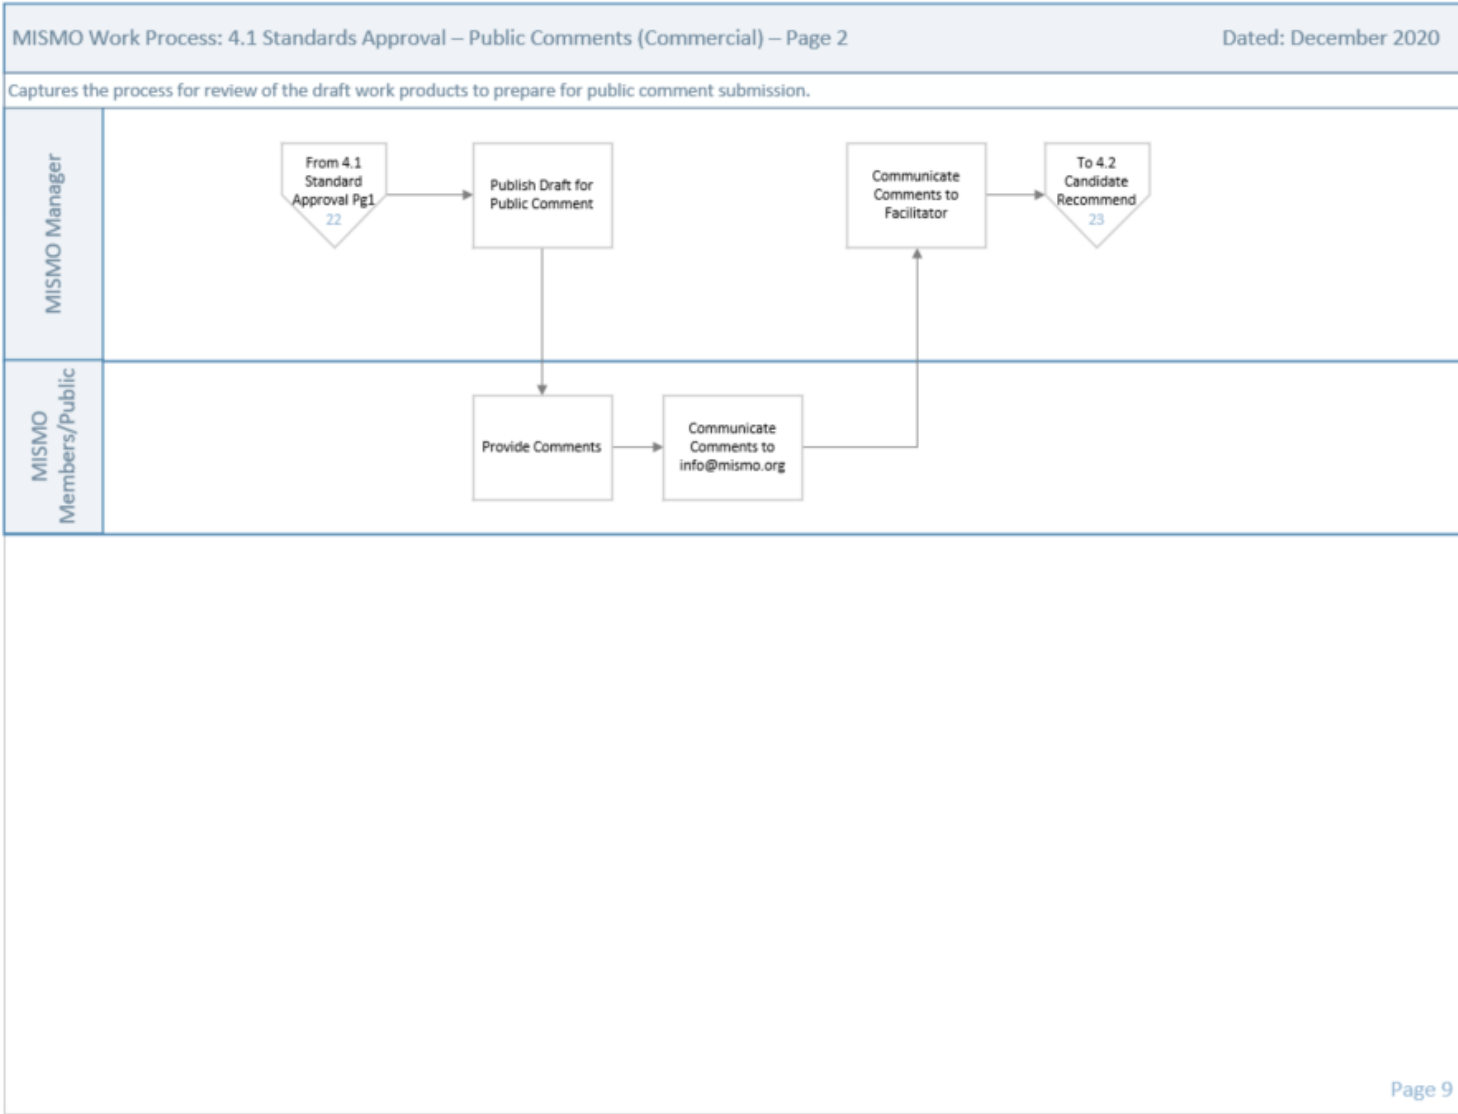 MISMO Work Process: 4.1 Standards Approval – Public Comments (Commercial) – Page 2
Dated: December 2020
Captures the process for review of the draft work products to prepare for public comment submission.
MISMO Manager
From 4.1
Standard
Approval Pg1
22
Publish Draft for
Public Comment
Communicate
Comments to
Facilitator
To 4.2
Candidate
Recommend
23
MISMO
Members/Public
Provide Comments
Communicate
Comments to
info@mismo.org
Page 9